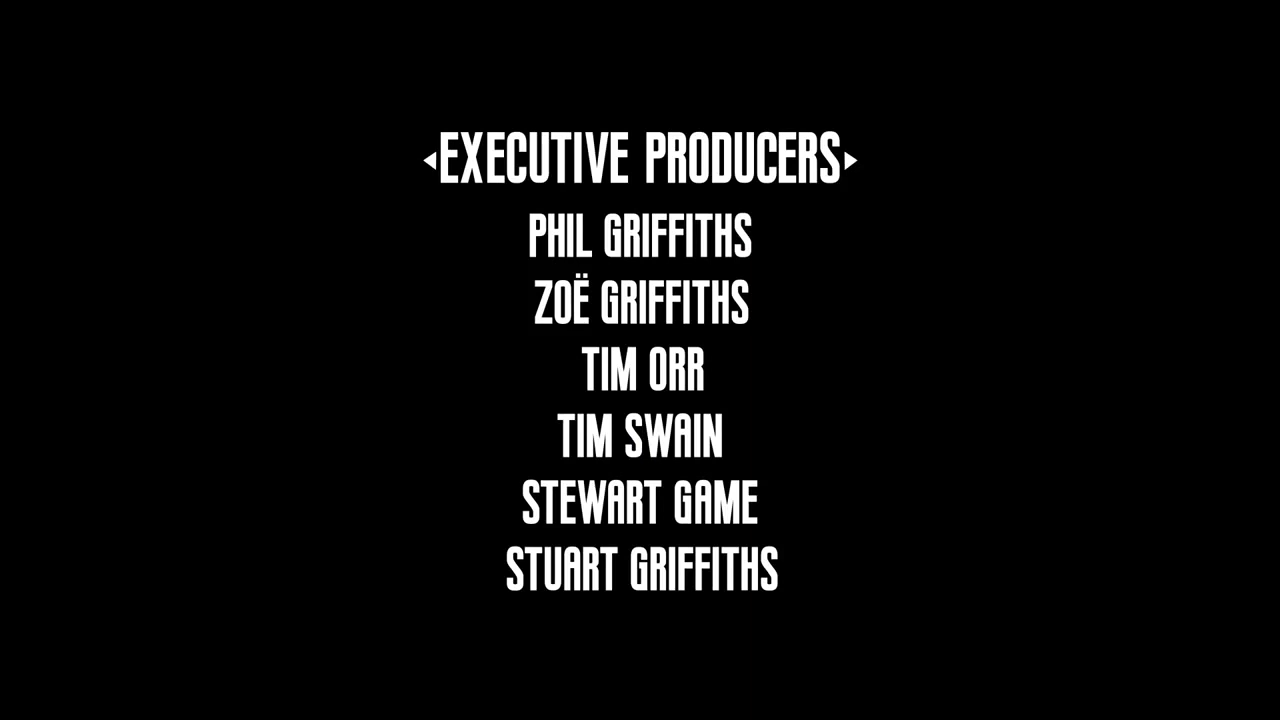 EXECUTIVE PRODUCERS
PHIL GRIFFITHS
ZOË GRIFFITHS
TIM ORR
TIM SWAIN
STEWART GAME
STUART GRIFFITHS